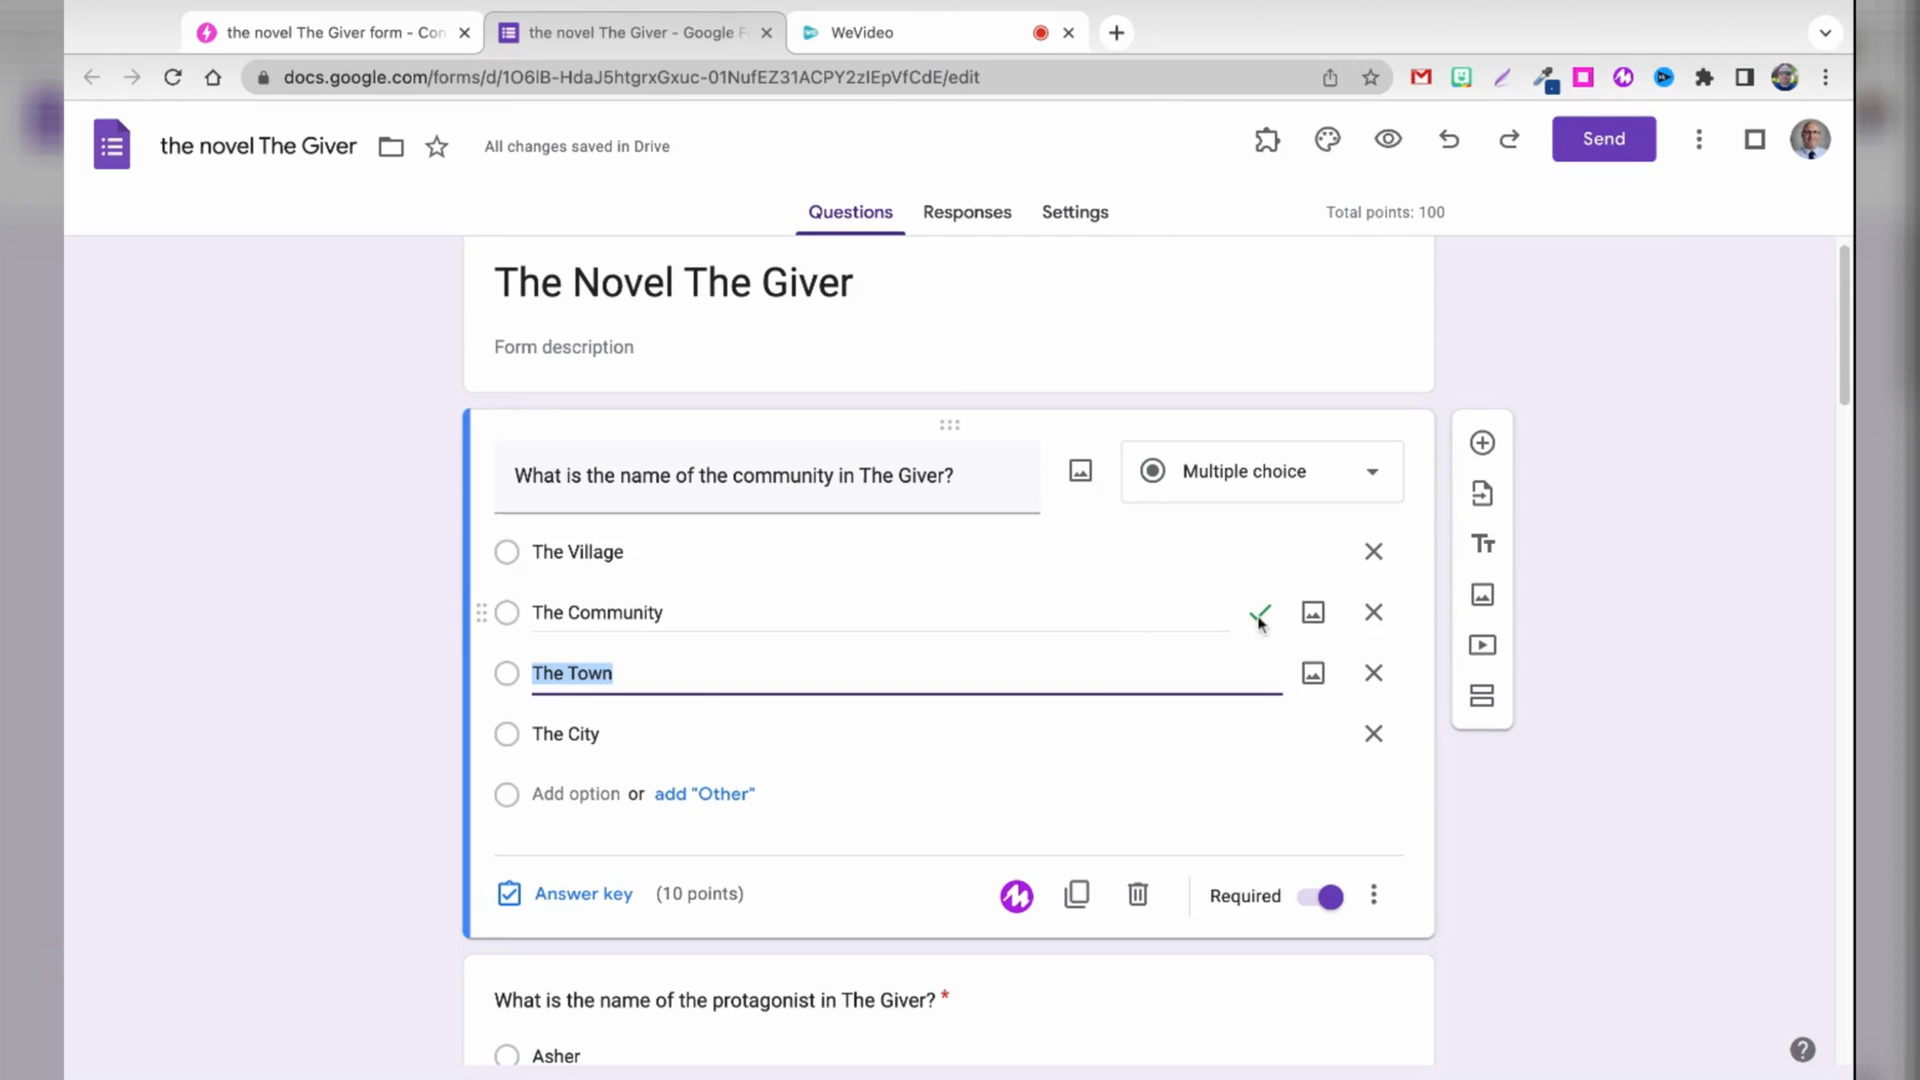 the novel The Giver form - Con
the novel The Giver - Google F
WeVideo
docs.google.com/forms/d/1O6lB-HdaJ5htgrxGxuc-01NufEZ31ACPY2zIEpVfCdE/edit
the novel The Giver
All changes saved in Drive
Send
Questions
Responses
Settings
Total points: 100
The Novel The Giver
Form description
What is the name of the community in The Giver?
Multiple choice
The Village
The Community
The Town
The City
Add option or add "Other"
Answer key (10 points)
Required
What is the name of the protagonist in The Giver? *
Asher